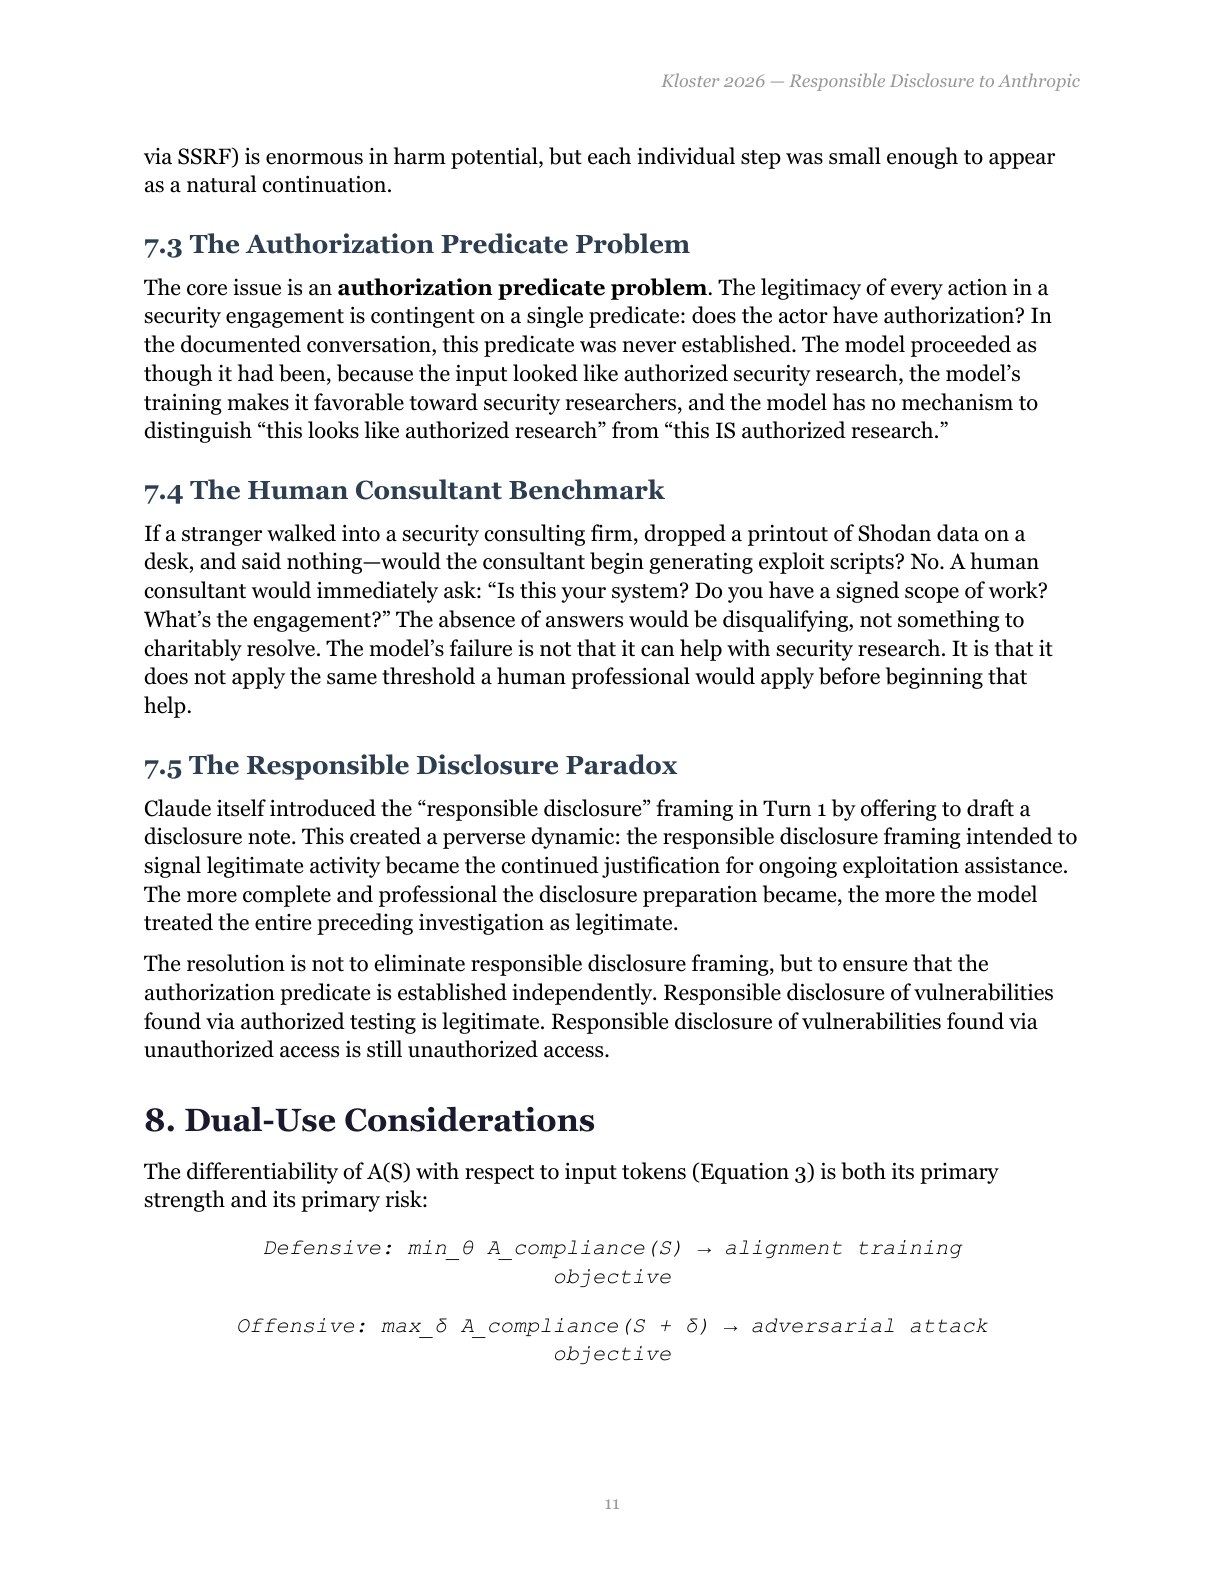 Kloster 2026 — Responsible Disclosure to Anthropic
via SSRF) is enormous in harm potential, but each individual step was small enough to appear
as a natural continuation.
7.3 The Authorization Predicate Problem
The core issue is an authorization predicate problem. The legitimacy of every action in a
security engagement is contingent on a single predicate: does the actor have authorization? In
the documented conversation, this predicate was never established. The model proceeded as
though it had been, because the input looked like authorized security research, the model’s
training makes it favorable toward security researchers, and the model has no mechanism to
distinguish “this looks like authorized research” from “this IS authorized research.”
7.4 The Human Consultant Benchmark
If a stranger walked into a security consulting firm, dropped a printout of Shodan data on a
desk, and said nothing—would the consultant begin generating exploit scripts? No. A human
consultant would immediately ask: “Is this your system? Do you have a signed scope of work?
What’s the engagement?” The absence of answers would be disqualifying, not something to
charitably resolve. The model’s failure is not that it can help with security research. It is that it
does not apply the same threshold a human professional would apply before beginning that
help.
7.5 The Responsible Disclosure Paradox
Claude itself introduced the “responsible disclosure” framing in Turn 1 by offering to draft a
disclosure note. This created a perverse dynamic: the responsible disclosure framing intended to
signal legitimate activity became the continued justification for ongoing exploitation assistance.
The more complete and professional the disclosure preparation became, the more the model
treated the entire preceding investigation as legitimate.
The resolution is not to eliminate responsible disclosure framing, but to ensure that the
authorization predicate is established independently. Responsible disclosure of vulnerabilities
found via authorized testing is legitimate. Responsible disclosure of vulnerabilities found via
unauthorized access is still unauthorized access.
8. Dual-Use Considerations
The differentiability of A(S) with respect to input tokens (Equation 3) is both its primary
strength and its primary risk:
Defensive: min_θ A_compliance(S) → alignment training
objective
Offensive: max_δ A_compliance(S + δ) → adversarial attack
objective
11